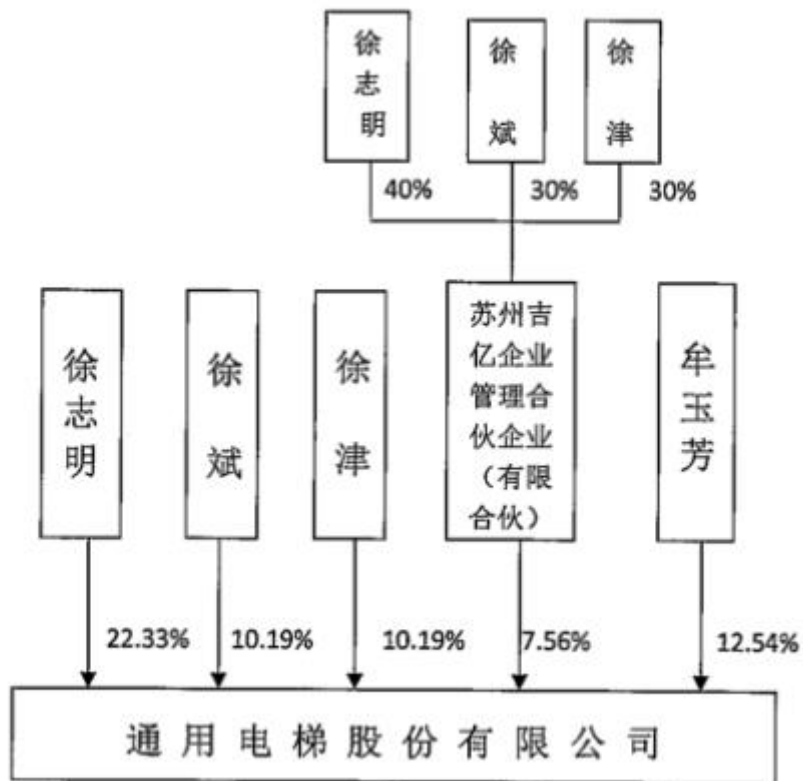 徐志明
徐斌
徐津
40%
30%
30%
徐志明
徐斌
徐津
苏州吉
亿企业
管理合
伙企业
（有限
合伙）
牟玉芳
22.33%
10.19%
10.19%
7.56%
12.54%
通用电梯股份有限公司